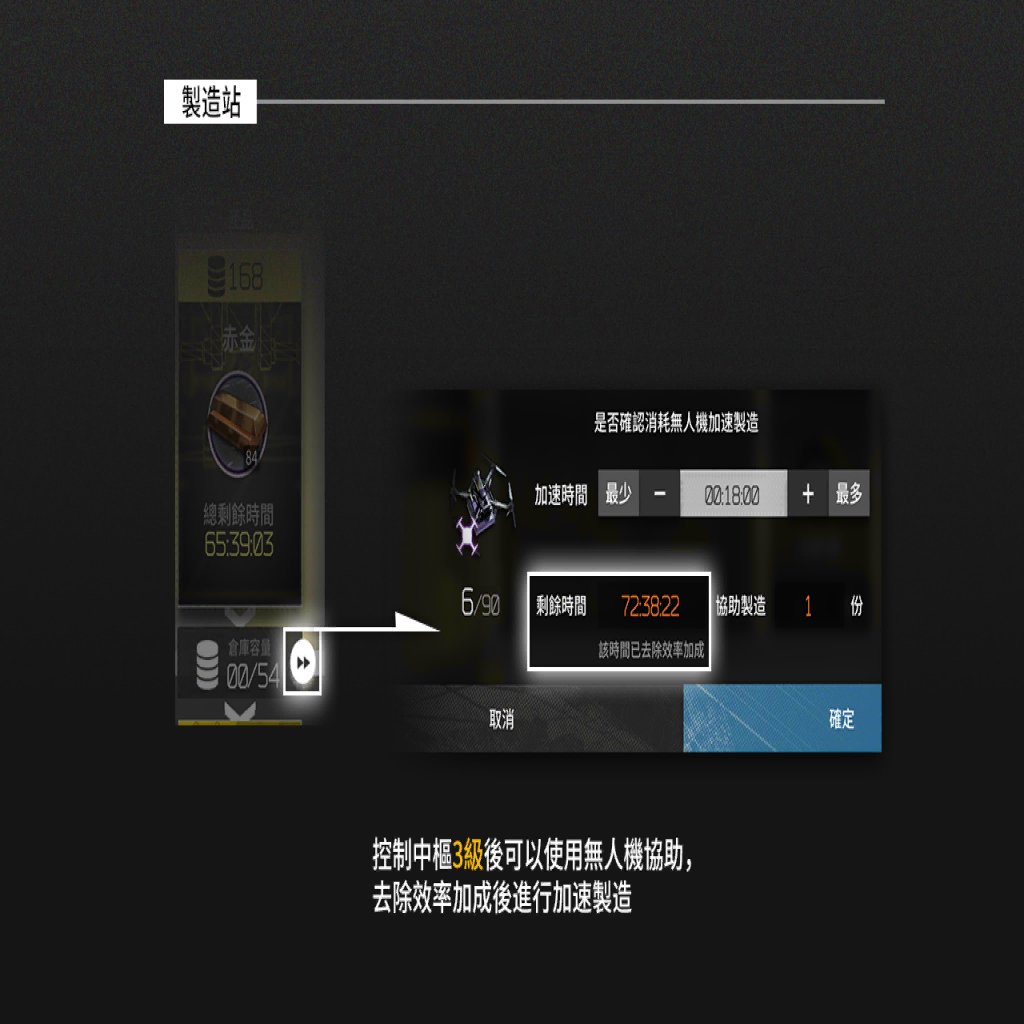 製造站
168
赤金
84
總剩餘時間
65:39:03
倉庫容量
00/54
是否確認消耗無人機加速製造
加速時間 最少 − 00:18:00 + 最多
6/90 剩餘時間 72:38:22 協助製造 1 份
該時間已去除效率加成
取消 確定
控制中樞3級後可以使用無人機協助，
去除效率加成後進行加速製造